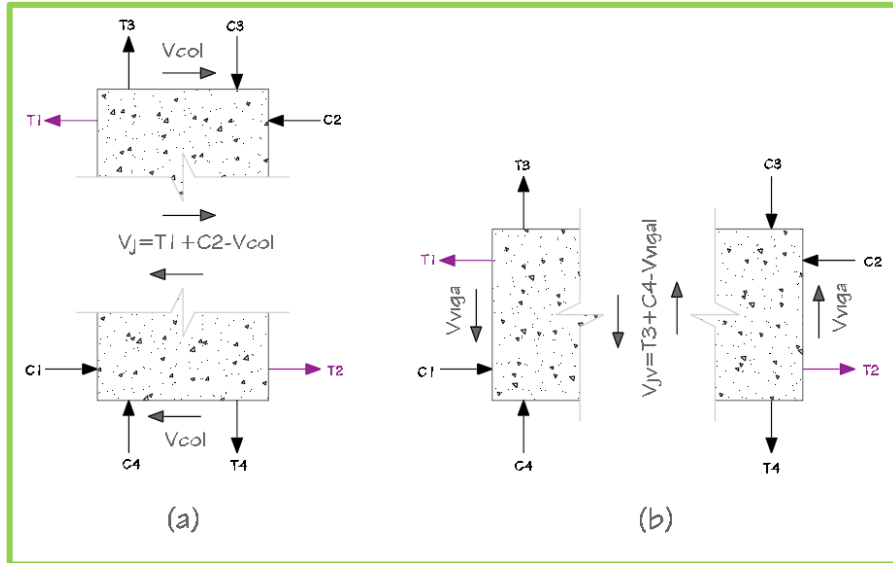 T3
C3
Vcol
T1
C2
Vj=T1+C2-Vcol
C1
T2
Vcol
C4
T4
(a)
T3
C3
T1
C2
Vviga
Vjv=T3+C4-Vviga1
Vviga
C1
T2
C4
T4
(b)